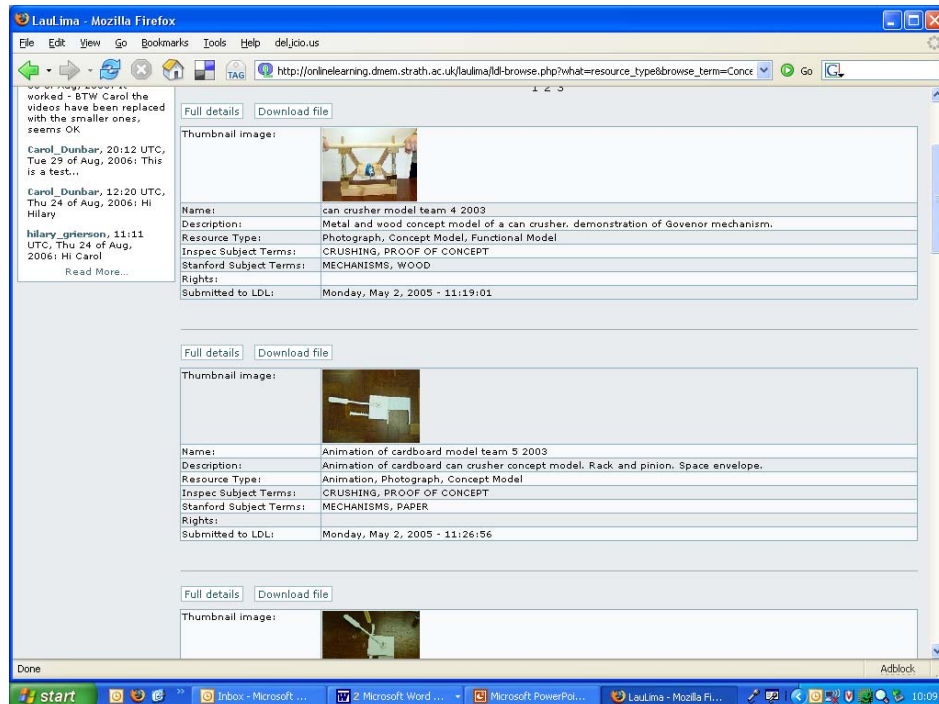 LauLima - Mozilla Firefox
File Edit View Go Bookmarks Tools Help del.icio.us
TAG http://onlinelearning.dmem.strath.ac.uk/laulima/ldl-browse.php?what=resource_type&browse_term=Conce Go G
1 2 3
worked - BTW Carol the
videos have been replaced
with the smaller ones,
seems OK
Carol_Dunbar, 20:12 UTC,
Tue 29 of Aug, 2006: This
is a test...
Carol_Dunbar, 12:20 UTC,
Thu 24 of Aug, 2006: Hi
Hilary
hilary_grierson, 11:11
UTC, Thu 24 of Aug,
2006: Hi Carol
Read More...
Full details Download file
Thumbnail image:
Name: can crusher model team 4 2003
Description: Metal and wood concept model of a can crusher. demonstration of Govenor mechanism.
Resource Type: Photograph, Concept Model, Functional Model
Inspec Subject Terms: CRUSHING, PROOF OF CONCEPT
Stanford Subject Terms: MECHANISMS, WOOD
Rights:
Submitted to LDL: Monday, May 2, 2005 - 11:19:01
Full details Download file
Thumbnail image:
Name: Animation of cardboard model team 5 2003
Description: Animation of cardboard can crusher concept model. Rack and pinion. Space envelope.
Resource Type: Animation, Photograph, Concept Model
Inspec Subject Terms: CRUSHING, PROOF OF CONCEPT
Stanford Subject Terms: MECHANISMS, PAPER
Rights:
Submitted to LDL: Monday, May 2, 2005 - 11:26:56
Full details Download file
Thumbnail image:
Done Adblock
start Inbox - Microsoft ... 2 Microsoft Word ... Microsoft PowerPoi... LauLima - Mozilla Fi... 10:09